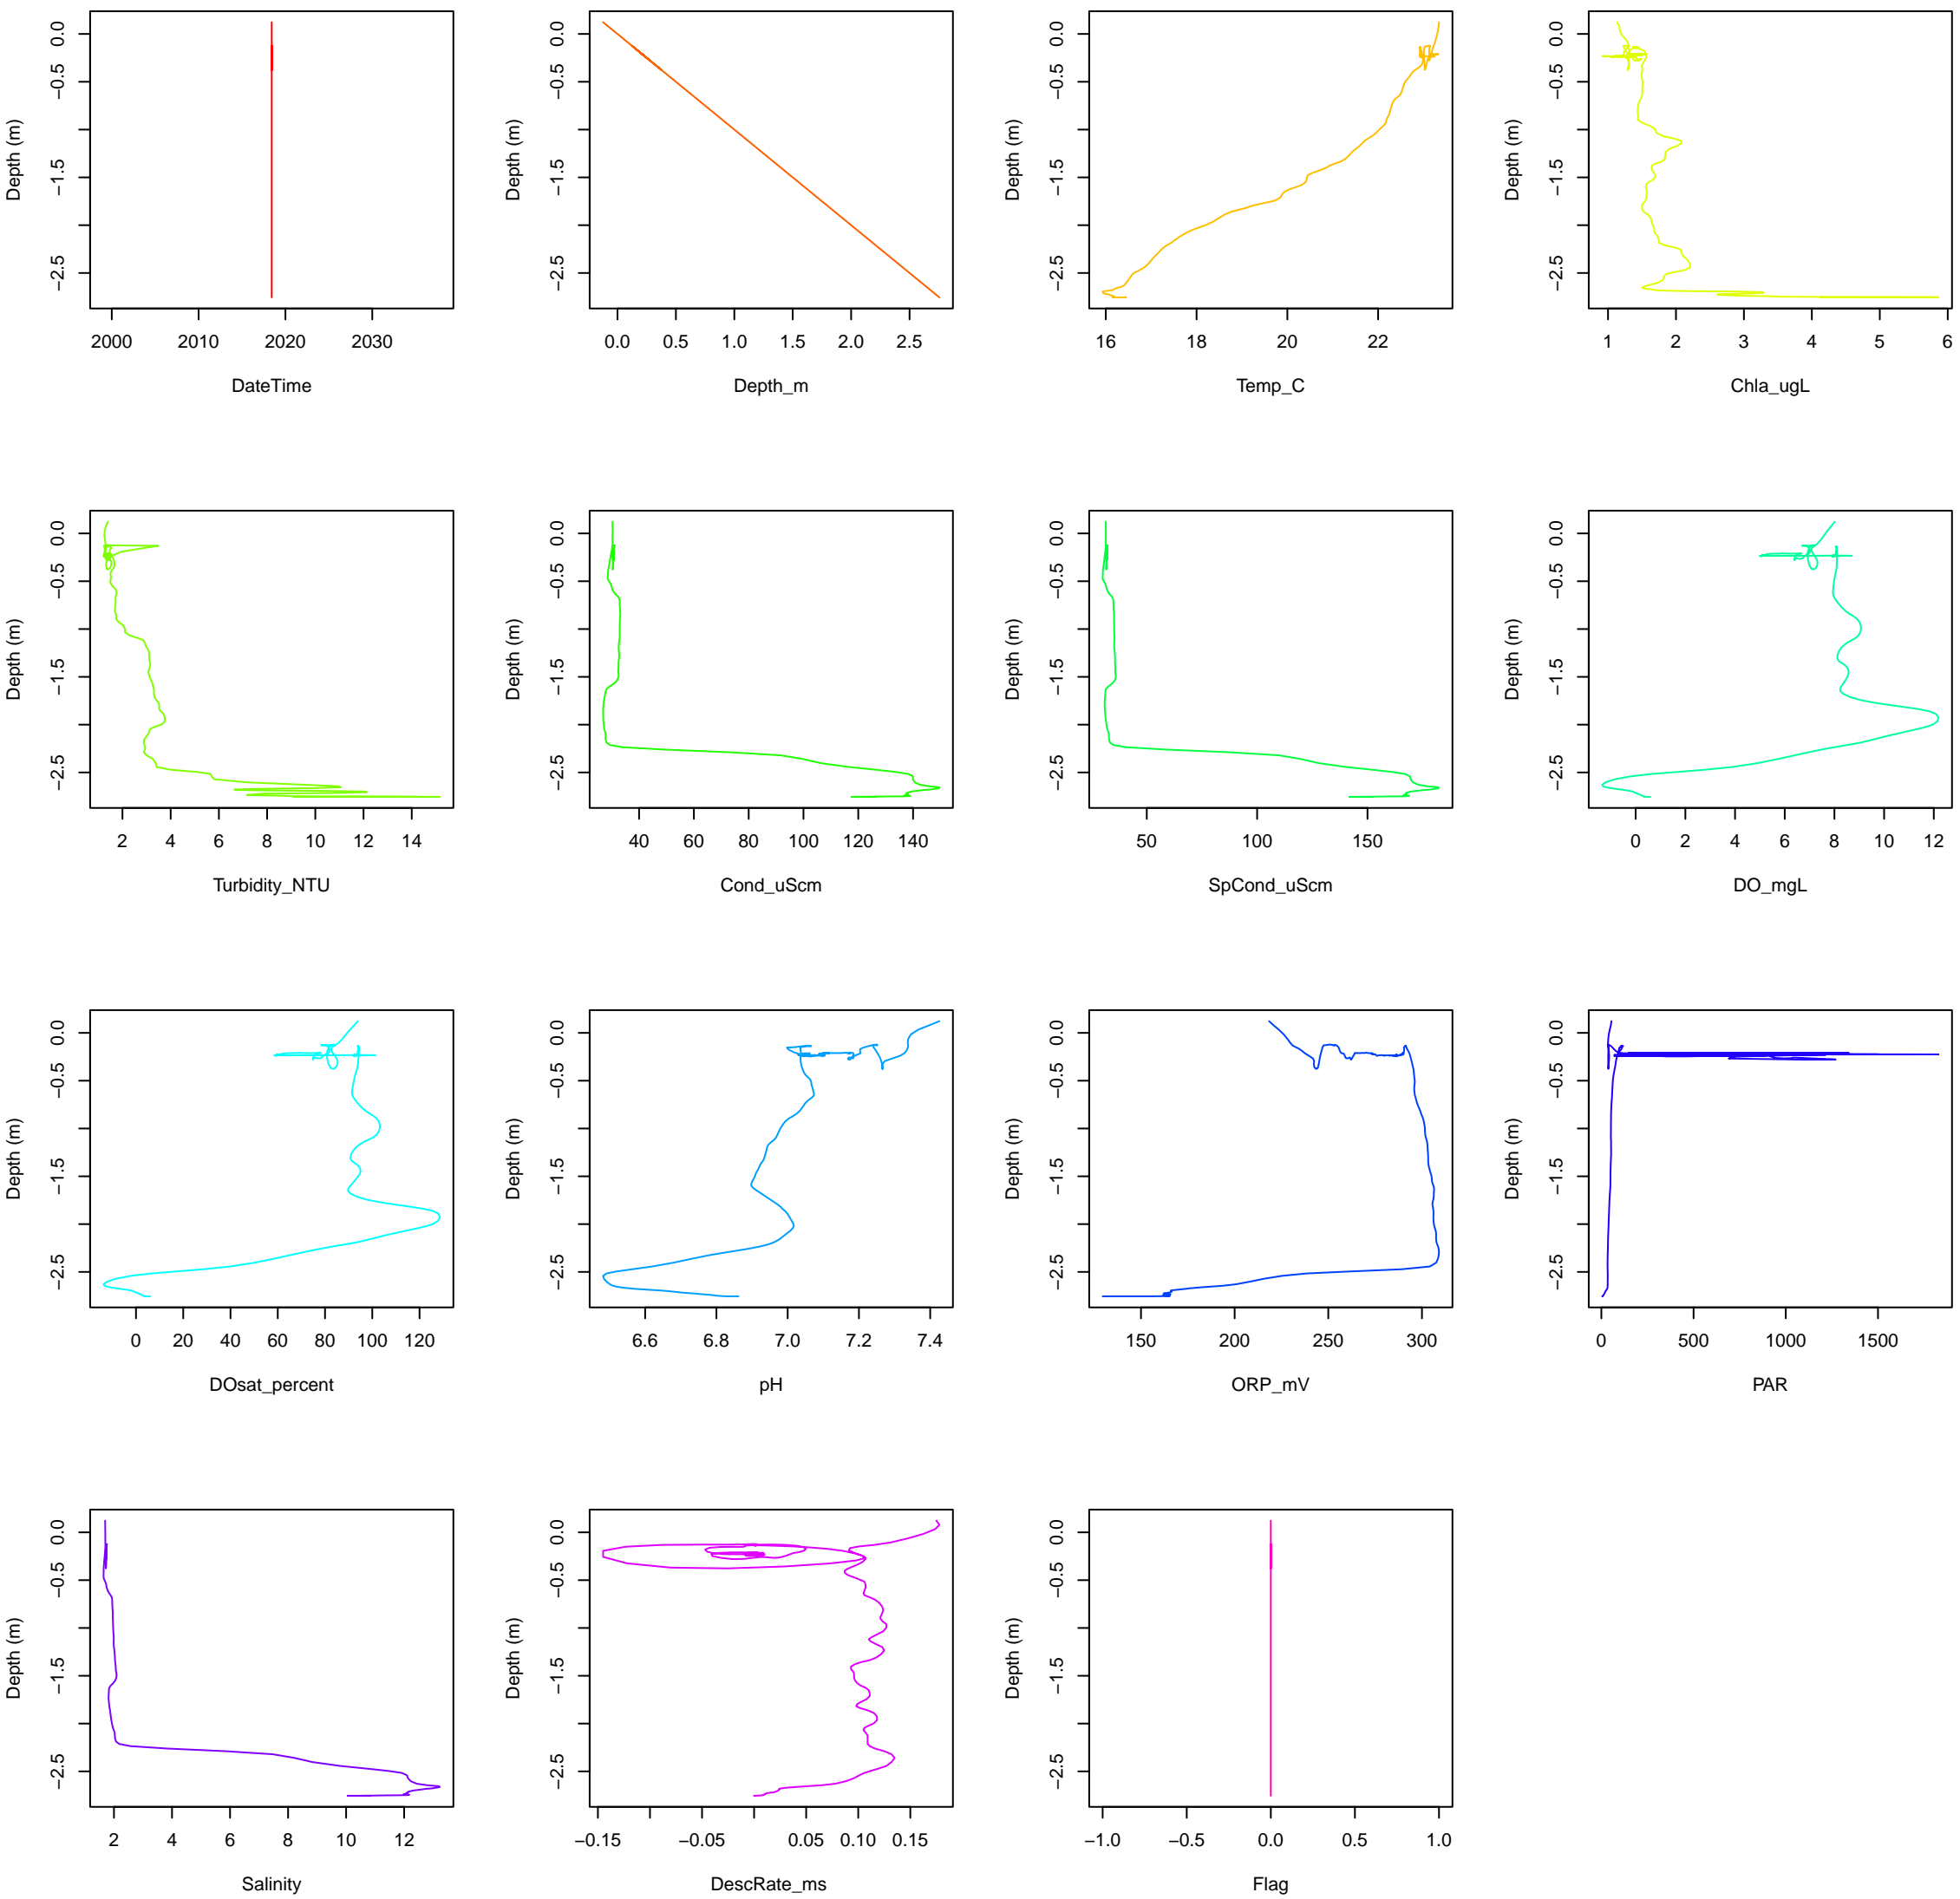 Depth (m)
0.0
−0.5
−1.5
−2.5
2000 2010 2020 2030
DateTime
Depth (m)
0.0
−0.5
−1.5
−2.5
0.0 0.5 1.0 1.5 2.0 2.5
Depth_m
Depth (m)
0.0
−0.5
−1.5
−2.5
16 18 20 22
Temp_C
Depth (m)
0.0
−0.5
−1.5
−2.5
1 2 3 4 5 6
Chla_ugL
Depth (m)
0.0
−0.5
−1.5
−2.5
2 4 6 8 10 12 14
Turbidity_NTU
Depth (m)
0.0
−0.5
−1.5
−2.5
40 60 80 100 120 140
Cond_uScm
Depth (m)
0.0
−0.5
−1.5
−2.5
50 100 150
SpCond_uScm
Depth (m)
0.0
−0.5
−1.5
−2.5
0 2 4 6 8 10 12
DO_mgL
Depth (m)
0.0
−0.5
−1.5
−2.5
0 20 40 60 80 100 120
DOsat_percent
Depth (m)
0.0
−0.5
−1.5
−2.5
6.6 6.8 7.0 7.2 7.4
pH
Depth (m)
0.0
−0.5
−1.5
−2.5
150 200 250 300
ORP_mV
Depth (m)
0.0
−0.5
−1.5
−2.5
0 500 1000 1500
PAR
Depth (m)
0.0
−0.5
−1.5
−2.5
2 4 6 8 10 12
Salinity
Depth (m)
0.0
−0.5
−1.5
−2.5
−0.15 −0.05 0.05 0.10 0.15
DescRate_ms
Depth (m)
0.0
−0.5
−1.5
−2.5
−1.0 −0.5 0.0 0.5 1.0
Flag